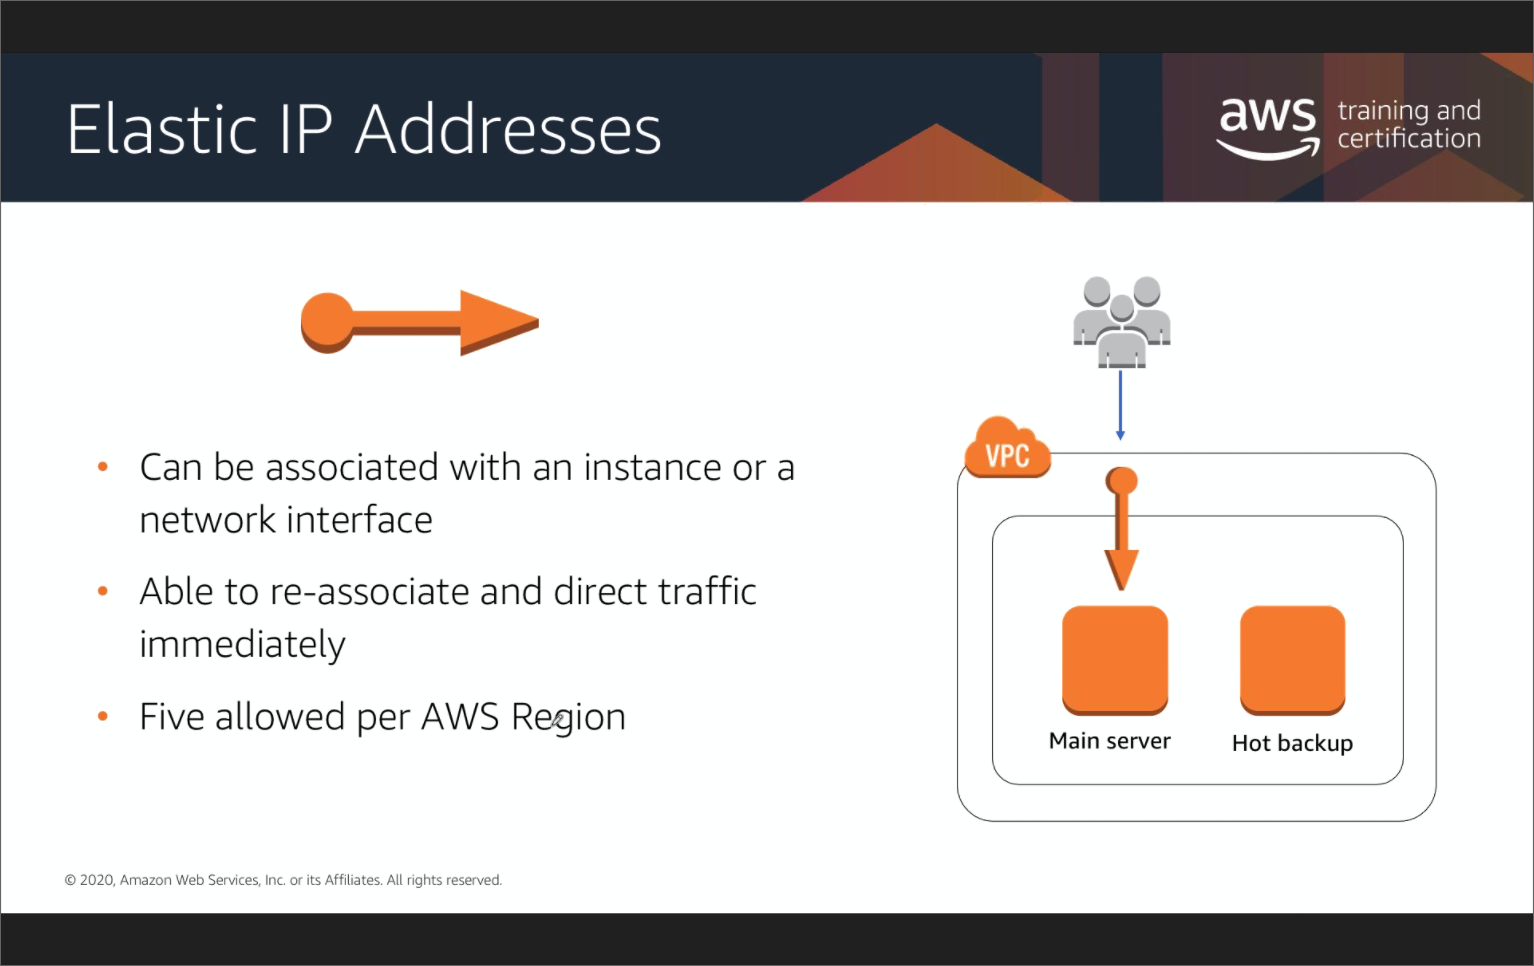 Elastic IP Addresses
aws training and
certification
• Can be associated with an instance or a
network interface
• Able to re-associate and direct traffic
immediately
• Five allowed per AWS Region
VPC
Main server
Hot backup
© 2020, Amazon Web Services, Inc. or its Affiliates. All rights reserved.